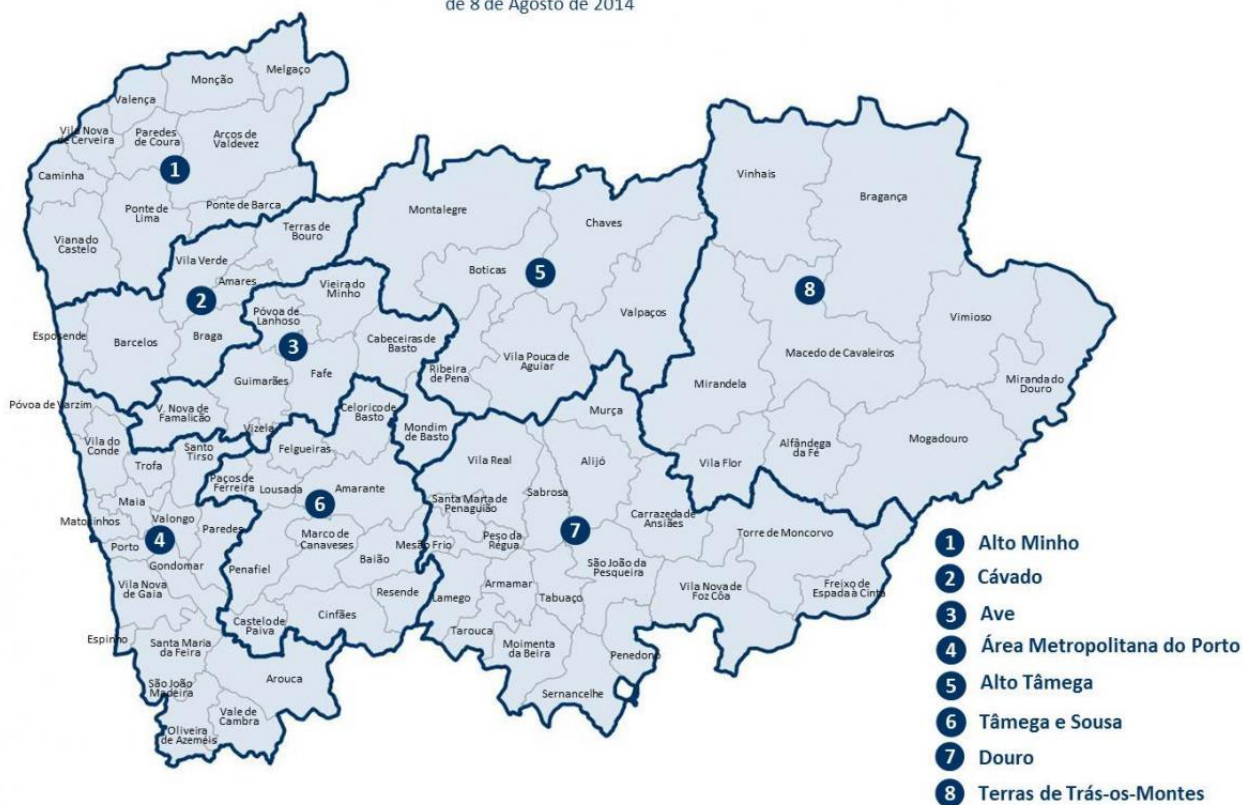 de 8 de Agosto de 2014
Melgaço
Monção
Valença
Vila Nova
de Cerveira
Paredes
de Coura
Arcos de
Valdevez
1
Caminha
Ponte de
Lima
Ponte de Barca
Viana do
Castelo
Terras de
Bouro
Vila Verde
Amares
2
Esposende
Barcelos
Braga
Vieira do
Minho
Póvoa de
Lanhoso
3
Cabeceiras de
Basto
Guimarães
Fafe
V. Nova de
Famalicão
Vizela
Celorico de
Basto
Mondim
de Basto
Montalegre
Chaves
Boticas
5
Valpaços
Vila Pouca de
Aguiar
Ribeira
de Pena
Vinhais
Bragança
8
Vimioso
Macedo de Cavaleiros
Miranda do
Douro
Mirandela
Mogadouro
Alfândega
da Fé
Vila Flor
Póvoa de Varzim
Vila do
Conde
Santo
Tirso
Trofa
Maia
Matosinhos
Valongo
Paredes
Porto
4
Gondomar
Vila Nova
de Gaia
Espinho
Santa Maria
da Feira
Arouca
São João
Madeira
Vale de
Cambra
Oliveira
de Azeméis
Felgueiras
Paços de
Ferreira
Lousada
Amarante
6
Marco de
Canaveses
Baião
Penafiel
Resende
Cinfães
Castelo de
Paiva
Murça
Vila Real
Alijó
Sabrosa
Santa Marta de
Penaguião
Carrazeda de
Ansiães
7
Peso da
Régua
Mesão Frio
Torre de Moncorvo
São João da
Pesqueira
Freixo de
Espada à Cinta
Vila Nova de
Foz Côa
Armamar
Lamego
Tabuaço
Tarouca
Moimenta
da Beira
Penedono
Sernancelhe
1 Alto Minho
2 Cávado
3 Ave
4 Área Metropolitana do Porto
5 Alto Tâmega
6 Tâmega e Sousa
7 Douro
8 Terras de Trás-os-Montes